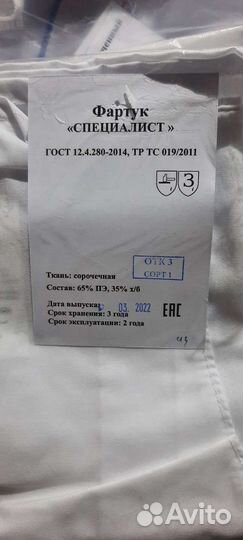 Фартук
«СПЕЦИАЛИСТ »
ГОСТ 12.4.280-2014, ТР ТС 019/2011
З
ОТК 3
СОРТ 1
Ткань: сорочечная
Состав: 65% ПЭ, 35% х/б
Дата выпуска: 03. 2022
Срок хранения: 3 года
Срок эксплуатации: 2 года
EAC
Avito